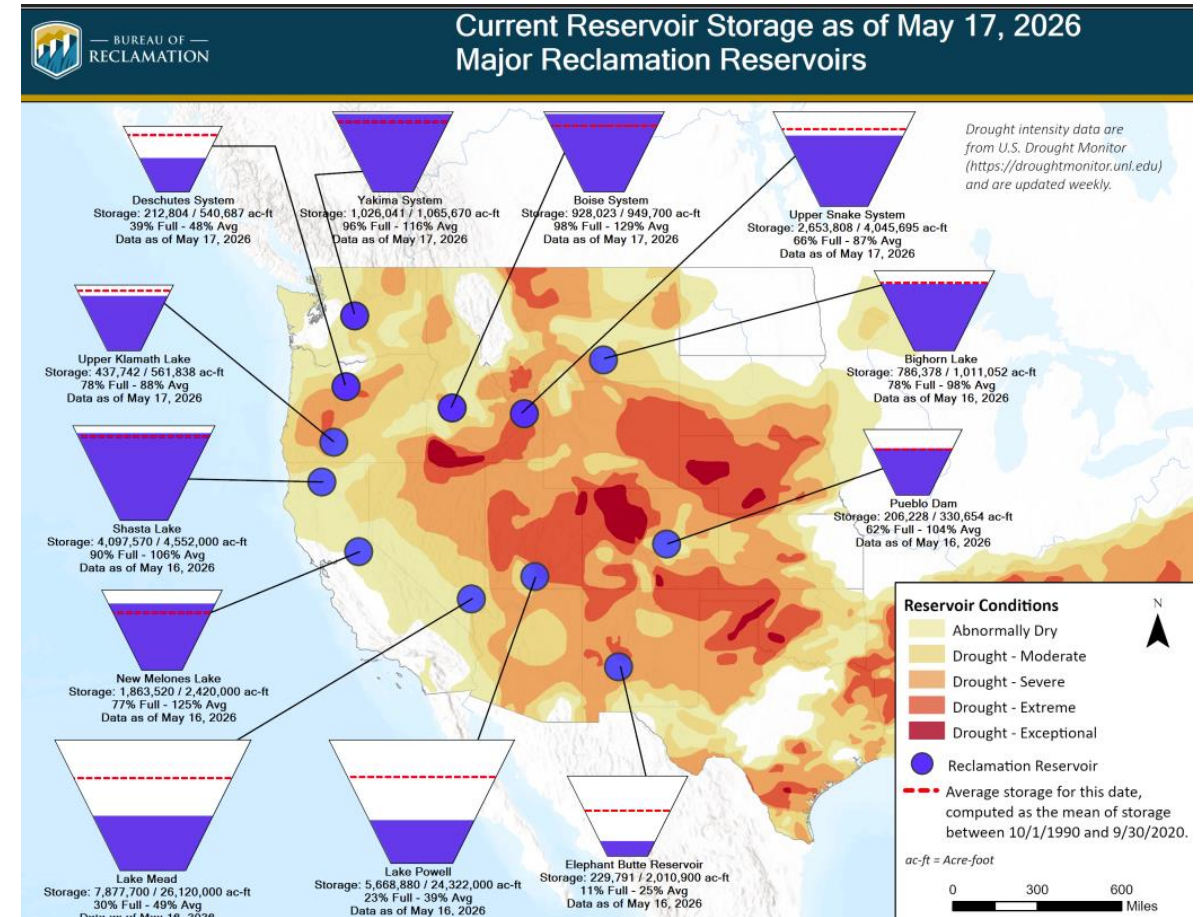 BUREAU OF
RECLAMATION
Current Reservoir Storage as of May 17, 2026
Major Reclamation Reservoirs
Drought intensity data are
from U.S. Drought Monitor
(https://droughtmonitor.unl.edu)
and are updated weekly.
Deschutes System
Storage: 212,804 / 540,687 ac-ft
39% Full - 48% Avg
Data as of May 17, 2026
Yakima System
Storage: 1,026,041 / 1,065,670 ac-ft
96% Full - 116% Avg
Data as of May 17, 2026
Boise System
Storage: 928,023 / 949,700 ac-ft
98% Full - 129% Avg
Data as of May 17, 2026
Upper Snake System
Storage: 2,653,808 / 4,045,695 ac-ft
66% Full - 87% Avg
Data as of May 17, 2026
Upper Klamath Lake
Storage: 437,742 / 561,838 ac-ft
78% Full - 88% Avg
Data as of May 17, 2026
Bighorn Lake
Storage: 786,378 / 1,011,052 ac-ft
78% Full - 98% Avg
Data as of May 16, 2026
Shasta Lake
Storage: 4,097,570 / 4,552,000 ac-ft
90% Full - 106% Avg
Data as of May 16, 2026
Pueblo Dam
Storage: 206,228 / 330,654 ac-ft
62% Full - 104% Avg
Data as of May 16, 2026
New Melones Lake
Storage: 1,863,520 / 2,420,000 ac-ft
77% Full - 125% Avg
Data as of May 16, 2026
Lake Mead
Storage: 7,877,700 / 26,120,000 ac-ft
30% Full - 49% Avg
Data as of May 16, 2026
Lake Powell
Storage: 5,668,880 / 24,322,000 ac-ft
23% Full - 39% Avg
Data as of May 16, 2026
Elephant Butte Reservoir
Storage: 229,791 / 2,010,900 ac-ft
11% Full - 25% Avg
Data as of May 16, 2026
Reservoir Conditions
N
Abnormally Dry
Drought - Moderate
Drought - Severe
Drought - Extreme
Drought - Exceptional
Reclamation Reservoir
Average storage for this date,
computed as the mean of storage
between 10/1/1990 and 9/30/2020.
ac-ft = Acre-foot
0 300 600
Miles